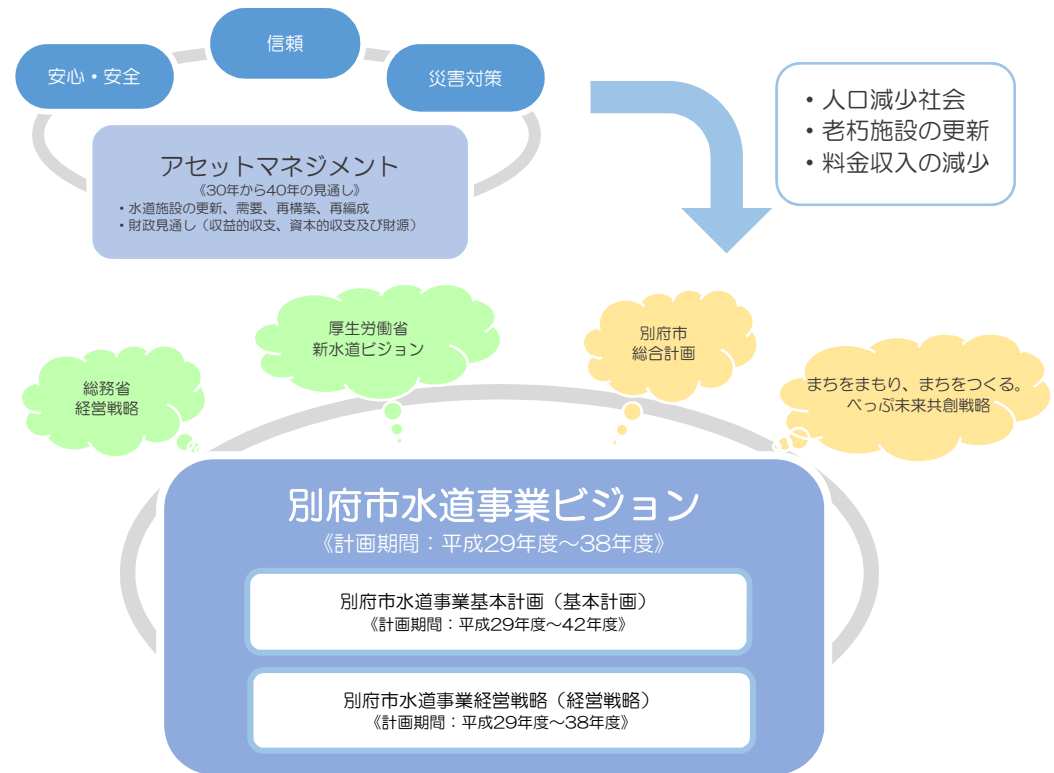 信頼
安心・安全
災害対策
アセットマネジメント
《30年から40年の見通し》
・水道施設の更新、需要、再構築、再編成
・財政見通し（収益的収支、資本的収支及び財源）
・人口減少社会
・老朽施設の更新
・料金収入の減少
総務省
経営戦略
厚生労働省
新水道ビジョン
別府市
総合計画
まちをまもり、まちをつくる。
べっぷ未来共創戦略
別府市水道事業ビジョン
《計画期間：平成29年度～38年度》
別府市水道事業基本計画（基本計画）
《計画期間：平成29年度～42年度》
別府市水道事業経営戦略（経営戦略）
《計画期間：平成29年度～38年度》